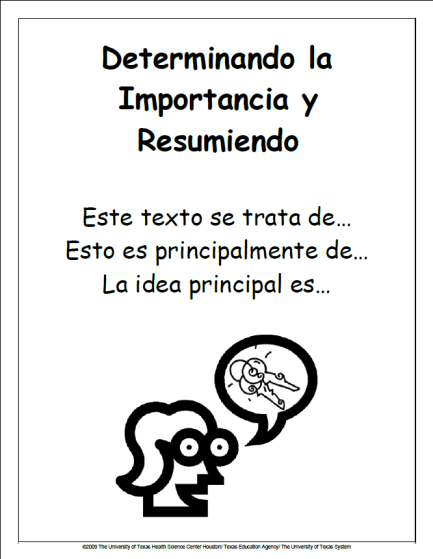 Determinando la
Importancia y
Resumiendo
Este texto se trata de…
Esto es principalmente de…
La idea principal es…
©2009 The University of Texas Health Science Center Houston/ Texas Education Agency/ The University of Texas System